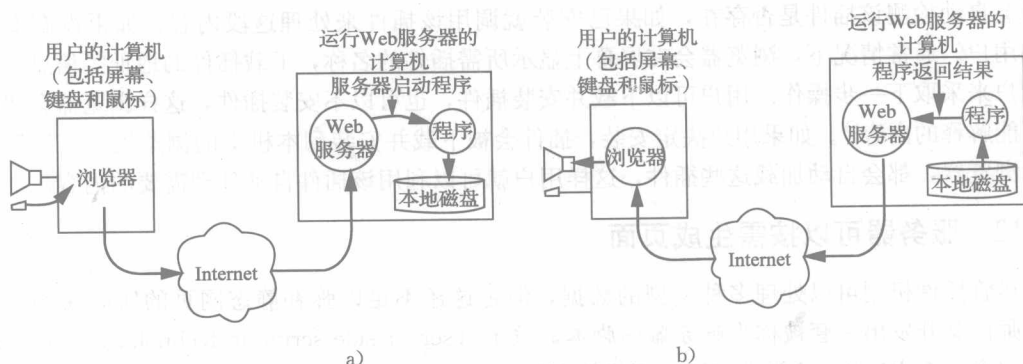 用户的计算机
（包括屏幕、
键盘和鼠标）
浏览器
运行Web服务器的
计算机
服务器启动程序
Web
服务器
程序
本地磁盘
Internet
a）
用户的计算机
（包括屏幕、
键盘和鼠标）
浏览器
运行Web服务器的
计算机
程序返回结果
Web
服务器
程序
本地磁盘
Internet
b）